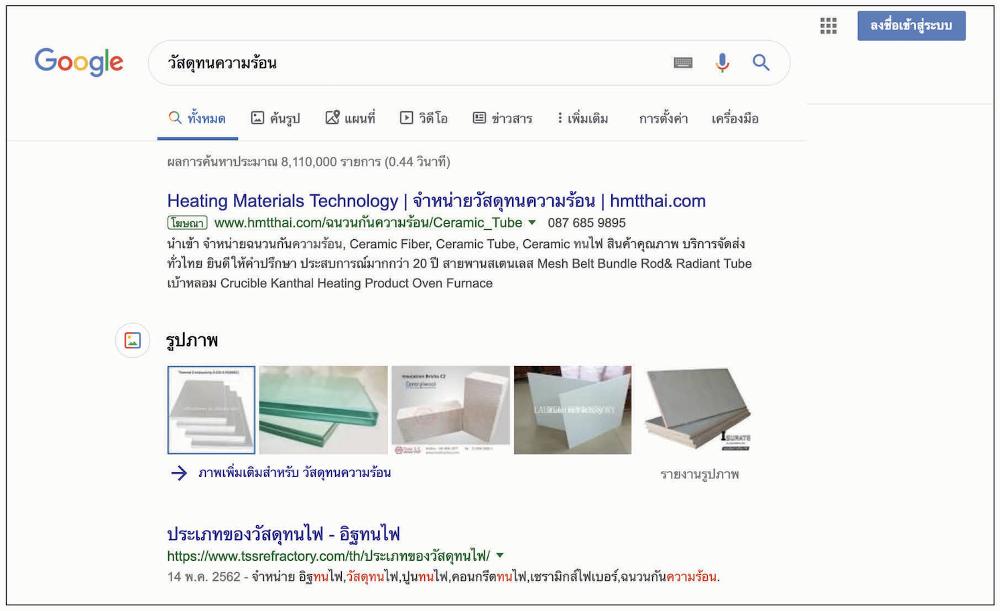 ลงชื่อเข้าสู่ระบบ
Google
วัสดุทนความร้อน
ทั้งหมด ค้นรูป แผนที่ วิดีโอ ข่าวสาร เพิ่มเติม การตั้งค่า เครื่องมือ
ผลการค้นหาประมาณ 8,110,000 รายการ (0.44 วินาที)
Heating Materials Technology | จำหน่ายวัสดุทนความร้อน | hmtthai.com
โฆษณา www.hmtthai.com/ฉนวนกันความร้อน/Ceramic_Tube 087 685 9895
นำเข้า จำหน่ายฉนวนกันความร้อน, Ceramic Fiber, Ceramic Tube, Ceramic ทนไฟ สินค้าคุณภาพ บริการจัดส่ง
ทั่วไทย ยินดีให้คำปรึกษา ประสบการณ์มากกว่า 20 ปี สายพานสเตนเลส Mesh Belt Bundle Rod& Radiant Tube
เบ้าหลอม Crucible Kanthal Heating Product Oven Furnace
รูปภาพ
Insulation Bricks C2
ISURATE
ภาพเพิ่มเติมสำหรับ วัสดุทนความร้อน
รายงานรูปภาพ
ประเภทของวัสดุทนไฟ - อิฐทนไฟ
https://www.tssrefractory.com/th/ประเภทของวัสดุทนไฟ/
14 พ.ค. 2562 - จำหน่าย อิฐทนไฟ,วัสดุทนไฟ,ปูนทนไฟ,คอนกรีตทนไฟ,เซรามิกส์ไฟเบอร์,ฉนวนกันความร้อน.